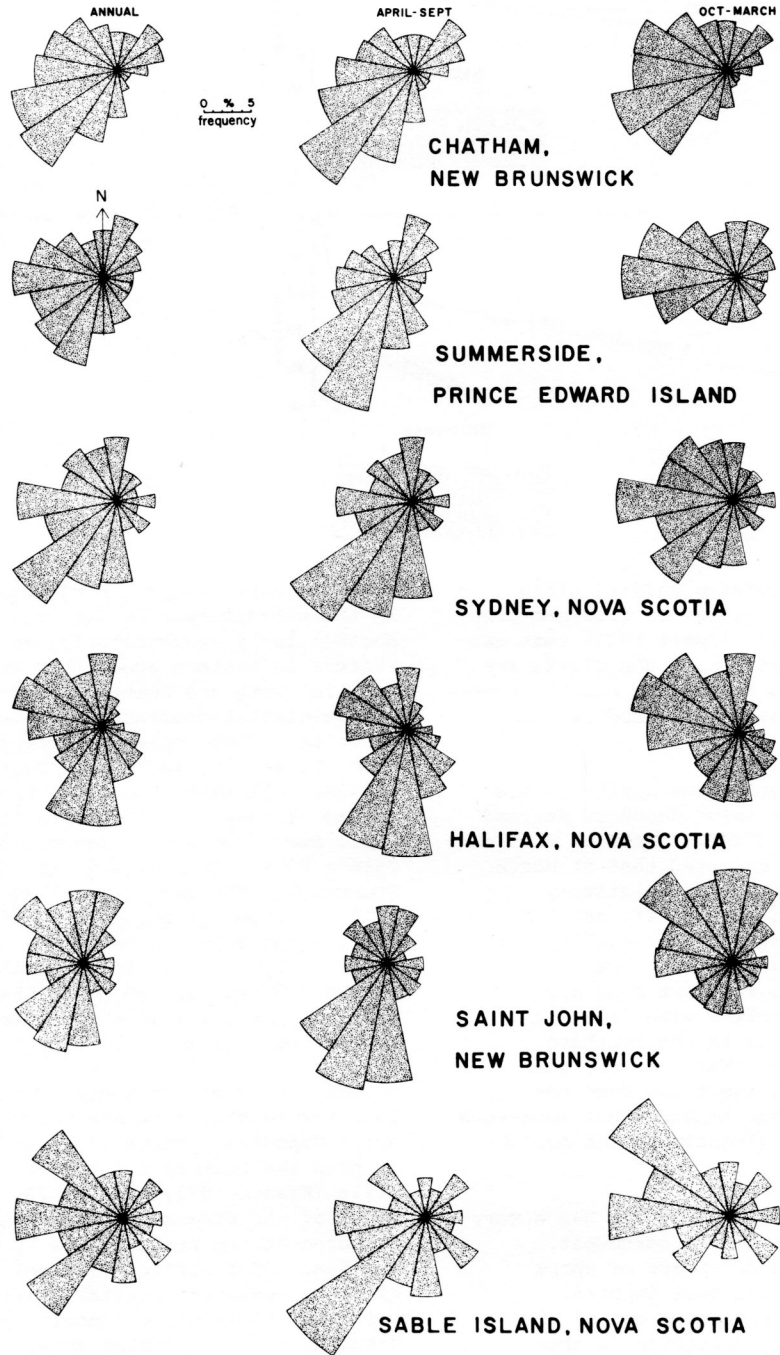 ANNUAL APRIL-SEPT OCT-MARCH
0 % 5
frequency
CHATHAM,
NEW BRUNSWICK
N
SUMMERSIDE,
PRINCE EDWARD ISLAND
SYDNEY, NOVA SCOTIA
HALIFAX, NOVA SCOTIA
SAINT JOHN,
NEW BRUNSWICK
SABLE ISLAND, NOVA SCOTIA